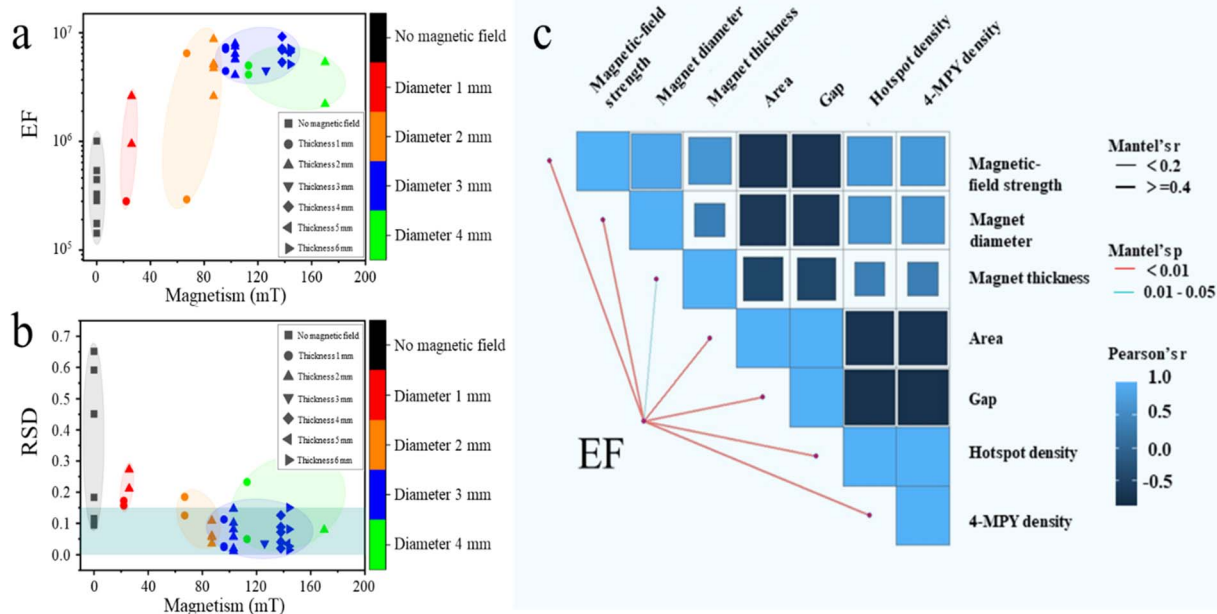 a
10⁷
10⁶
10⁵
EF
0 40 80 120 160 200
Magnetism (mT)
No magnetic field
Thickness 1 mm
Thickness 2 mm
Thickness 3 mm
Thickness 4 mm
Thickness 5 mm
Thickness 6 mm
No magnetic field
Diameter 1 mm
Diameter 2 mm
Diameter 3 mm
Diameter 4 mm
b
0.7
0.6
0.5
0.4
0.3
0.2
0.1
0.0
RSD
0 40 80 120 160 200
Magnetism (mT)
No magnetic field
Thickness 1 mm
Thickness 2 mm
Thickness 3 mm
Thickness 4 mm
Thickness 5 mm
Thickness 6 mm
No magnetic field
Diameter 1 mm
Diameter 2 mm
Diameter 3 mm
Diameter 4 mm
c
Magnetic-field
strength
Magnet diameter
Magnet thickness
Area
Gap
Hotspot density
4-MPY density
Magnetic-
field strength
Magnet
diameter
Magnet thickness
Area
Gap
Hotspot density
4-MPY density
EF
Mantel's r
<0.2
>=0.4
Mantel's p
<0.01
0.01 - 0.05
Pearson's r
1.0
0.5
0.0
-0.5